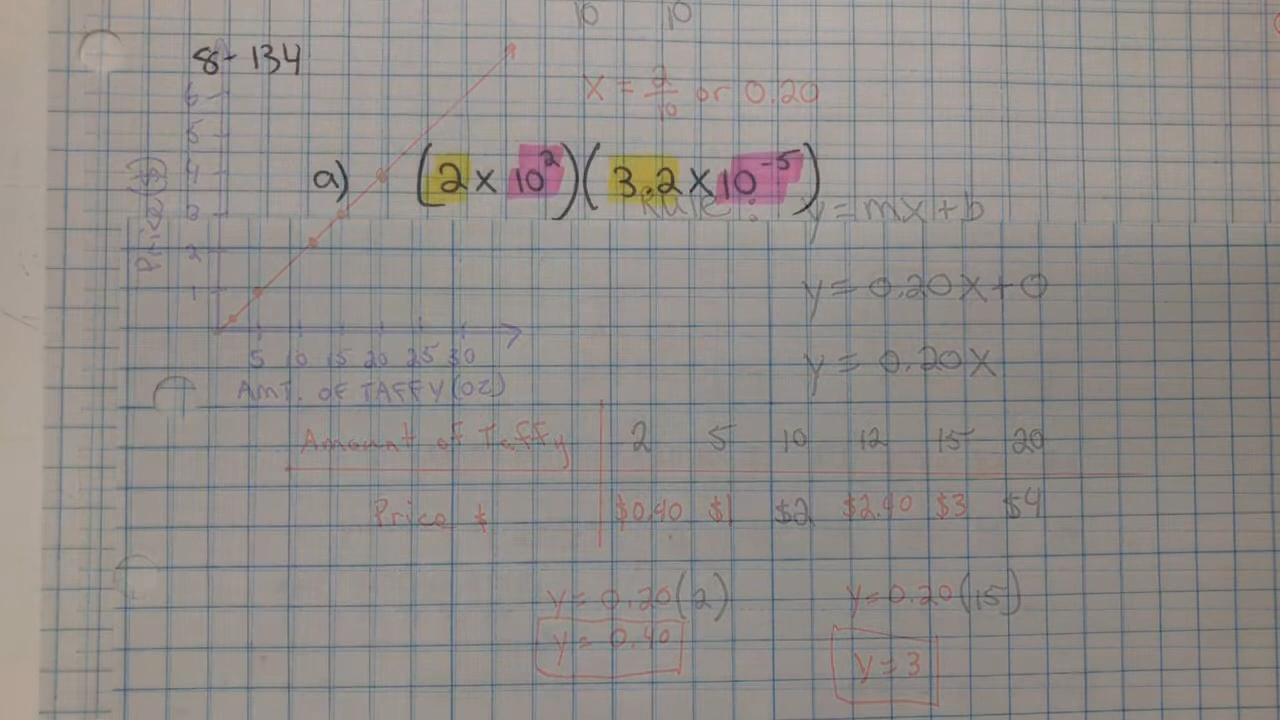 10 10
8-134
x = 2/10 or 0.20
6
5
4
3
2
1
Price($)
a) (2 x 10²)(3.2 x 10⁻⁵)
Rule: y = mx + b
y = 0.20x + 0
y = 0.20x
5 10 15 20 25 30
AMT. OF TAFFY (OZ)
Amount of Taffy 2 5 10 12 15 20
Price $ $0.40 $1 $2 $2.40 $3 $4
y = 0.20(2) y = 0.20(15)
y = 0.40
y = 3